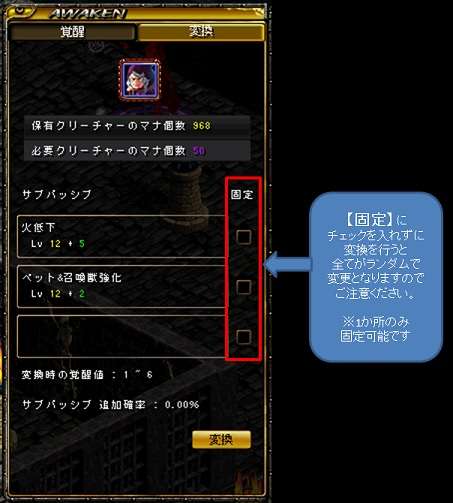 AWAKEN
覚醒
変換
保有クリーチャーのマナ個数 968
必要クリーチャーのマナ個数 50
サブパッシブ
固定
火低下
Lv 12 + 5
ペット&召喚獣強化
Lv 12 + 2
変換時の覚醒値 : 1 ~ 6
サブパッシブ 追加確率 : 0.00%
変換
【固定】に
チェックを入れずに
変換を行うと
全てがランダムで
変更となりますので
ご注意ください。
※1か所のみ
固定可能です